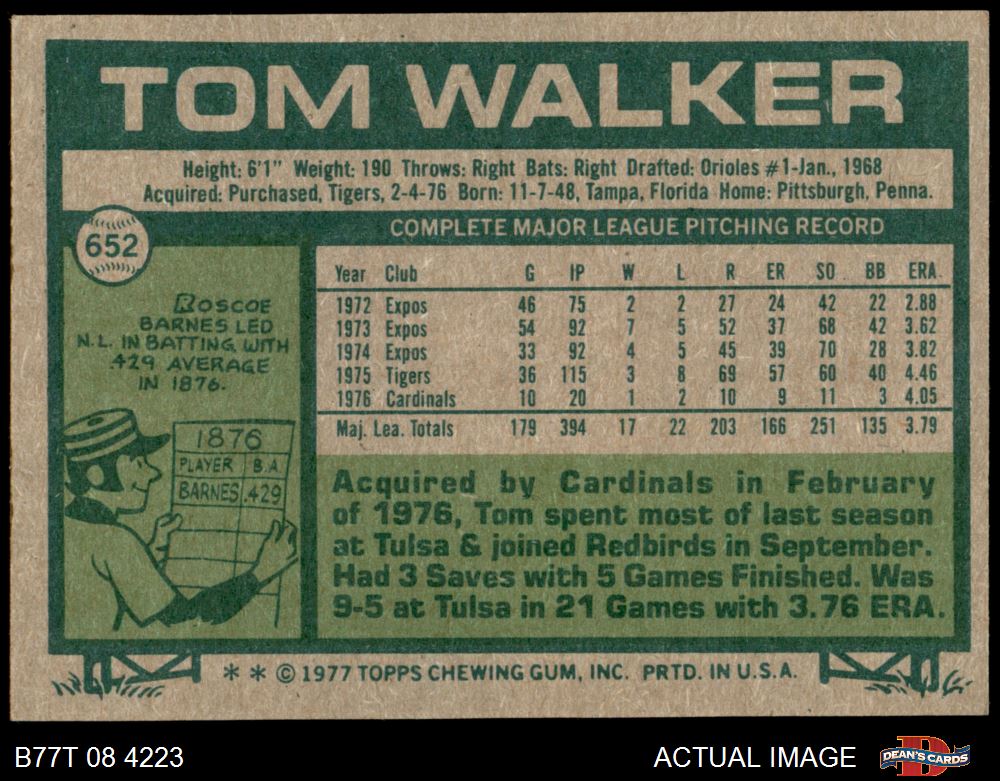 TOM WALKER
Height: 6'1" Weight: 190 Throws: Right Bats: Right Drafted: Orioles #1-Jan., 1968
Acquired: Purchased, Tigers, 2-4-76 Born: 11-7-48, Tampa, Florida Home: Pittsburgh, Penna.
652
COMPLETE MAJOR LEAGUE PITCHING RECORD
Year Club G IP W L R ER SO BB ERA
1972 Expos 46 75 2 2 27 24 42 22 2.88
1973 Expos 54 92 7 5 52 37 68 42 3.62
1974 Expos 33 92 4 5 45 39 70 28 3.82
1975 Tigers 36 115 3 8 69 57 60 40 4.46
1976 Cardinals 10 20 1 2 10 9 11 3 4.05
Maj. Lea. Totals 179 394 17 22 203 166 251 135 3.79
ROSCOE
BARNES LED
N.L. IN BATTING WITH
.429 AVERAGE
IN 1876.
1876
PLAYER B.A
BARNES .429
Acquired by Cardinals in February
of 1976, Tom spent most of last season
at Tulsa & joined Redbirds in September.
Had 3 Saves with 5 Games Finished. Was
9-5 at Tulsa in 21 Games with 3.76 ERA.
* * © 1977 TOPPS CHEWING GUM, INC. PRTD. IN U.S.A.
B77T 08 4223
ACTUAL IMAGE
DEAN'S CARDS